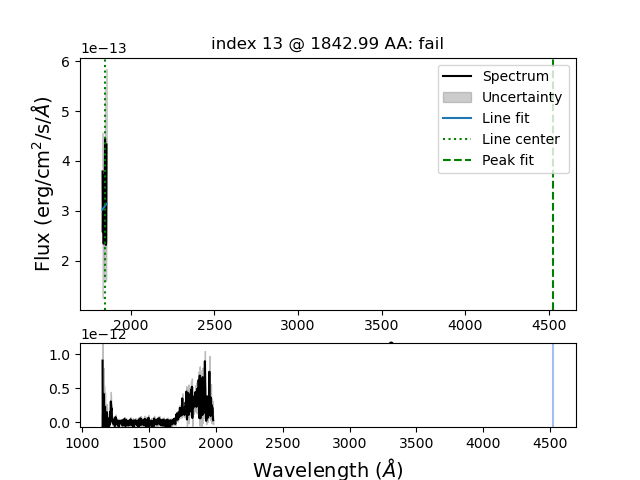 index 13 @ 1842.99 AA: fail
1e−13
6
5
4
3
2
Flux (erg/cm²/s/Å)
Spectrum
Uncertainty
Line fit
Line center
Peak fit
2000 2500 3000 3500 4000 4500
1e−12
1.0
0.5
0.0
1000 1500 2000 2500 3000 3500 4000 4500
Wavelength (Å)